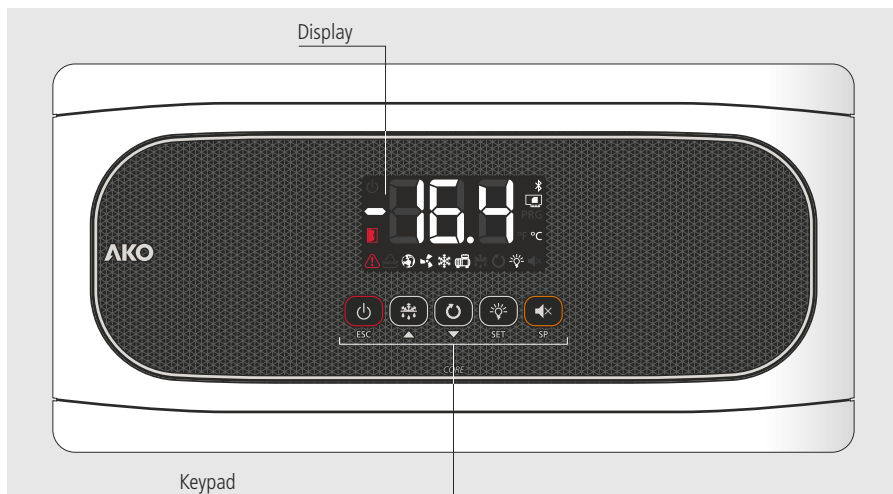 Display
-16.4
PRG
°F °C
AKO
ESC
SET
SP
CORE
Keypad